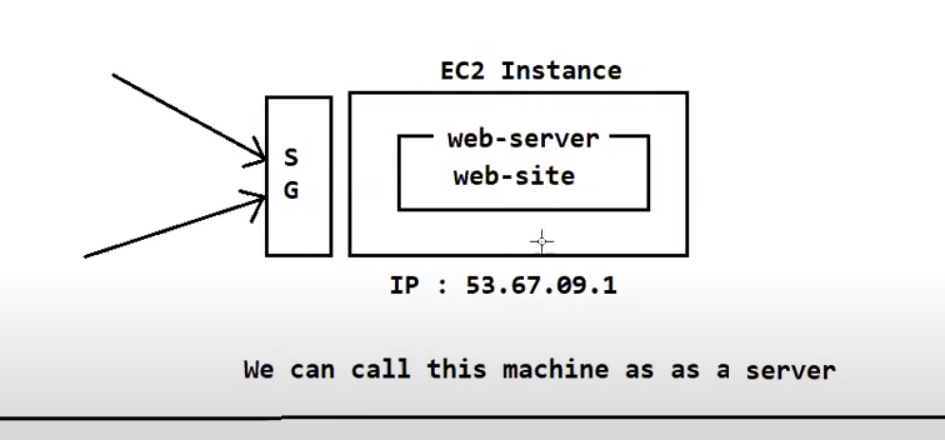 EC2 Instance
S
G
web-server
web-site
IP : 53.67.09.1
We can call this machine as as a server